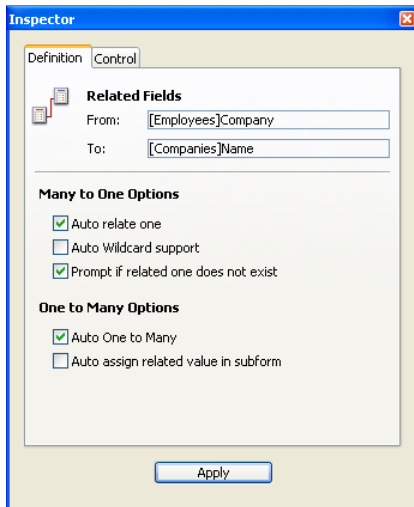 Inspector
Definition Control
Related Fields
From: [Employees]Company
To: [Companies]Name
Many to One Options
Auto relate one
Auto Wildcard support
Prompt if related one does not exist
One to Many Options
Auto One to Many
Auto assign related value in subform
Apply